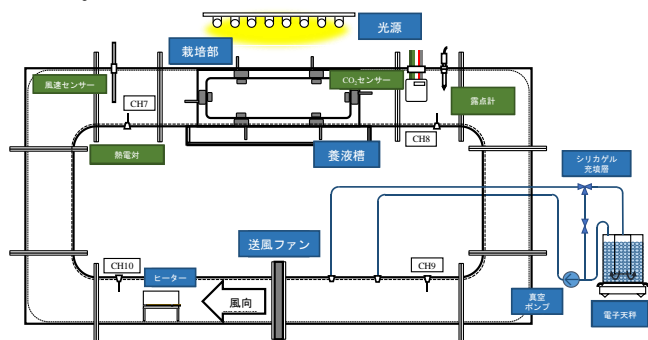 光源
栽培部
風速センサー
CO₂センサー
CH7
露点計
CH8
熱電対
養液槽
シリカゲル
充填層
送風ファン
CH10
ヒーター
CH9
風向
真空
ポンプ
電子天秤